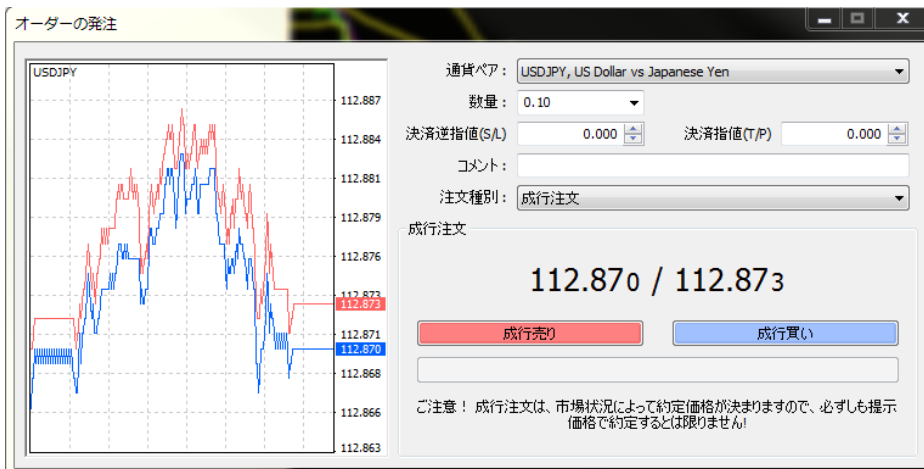 オーダーの発注
USDJPY
112.887
112.884
112.881
112.879
112.876
112.873
112.873
112.871
112.870
112.868
112.866
112.863
通貨ペア： USDJPY, US Dollar vs Japanese Yen
数量： 0.10
決済逆指値(S/L) 0.000 決済指値(T/P) 0.000
コメント：
注文種別： 成行注文
成行注文
112.870 / 112.873
成行売り 成行買い
ご注意！ 成行注文は、市場状況によって約定価格が決まりますので、必ずしも提示
価格で約定するとは限りません!